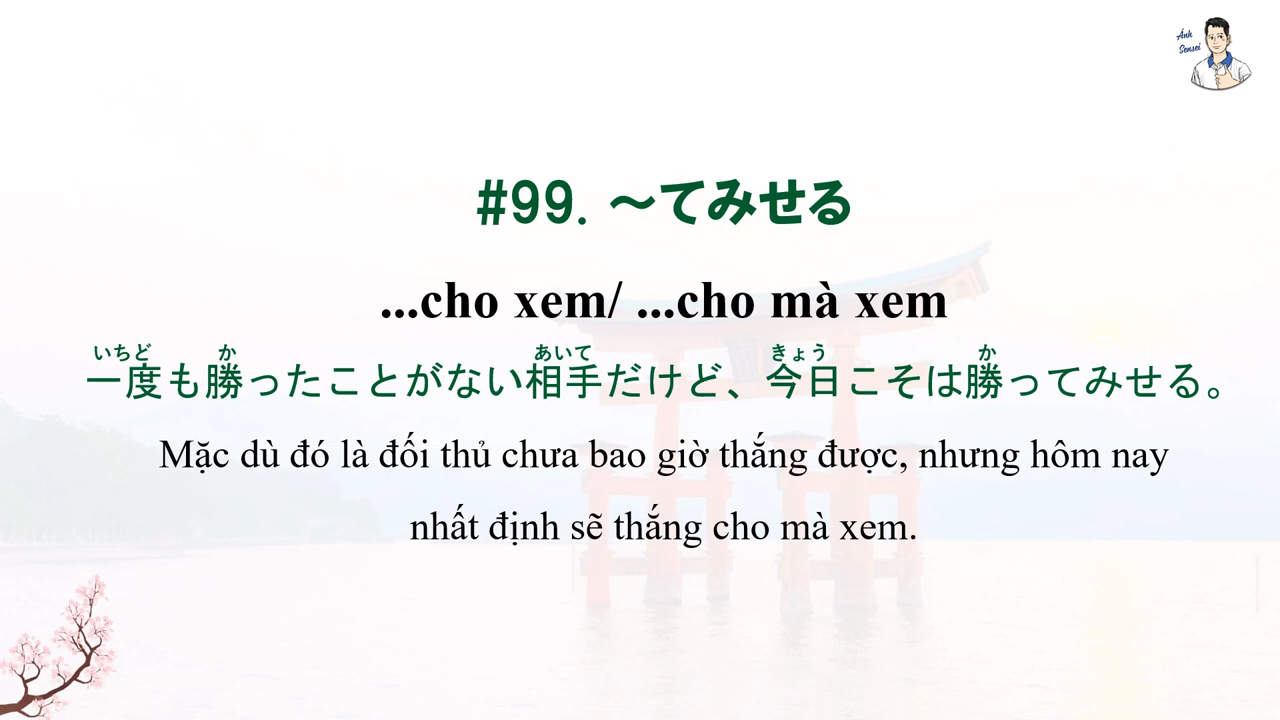 Ánh
Sensei
#99. ～てみせる
...cho xem/ ...cho mà xem
いちど か あいて きょう か
一度も勝ったことがない相手だけど、今日こそは勝ってみせる。
Mặc dù đó là đối thủ chưa bao giờ thắng được, nhưng hôm nay
nhất định sẽ thắng cho mà xem.